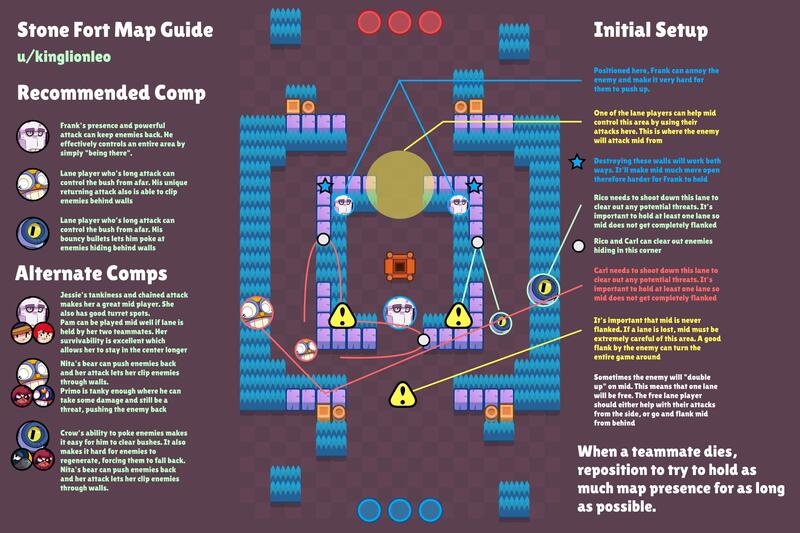 Stone Fort Map Guide
u/kinglionleo
Recommended Comp
Frank's presence and powerful
attack can keep enemies back. He
effectively controls an entire area by
simply "being there".
Lane player who's long attack can
control the bush from afar. His unique
returning attack also is able to clip
enemies behind walls
Lane player who's long attack can
control the bush from afar. His
bouncy bullets lets him poke at
enemies hiding behind walls
Alternate Comps
Jessie's tankiness and chained attack
makes her a great mid player. She
also has good turret spots.
Pam can be played mid well if lane is
held by her two teammates. Her
survivability is excellent which
allows her to stay in the center longer
Nita's bear can push enemies back
and her attack lets her clip enemies
through walls.
Primo is tanky enough where he can
take some damage and still be a
threat, pushing the enemy back
Crow's ability to poke enemies makes
it easy for him to clear bushes. It also
makes it hard for enemies to
regenerate, forcing them to fall back.
Nita's bear can push enemies back
and her attack lets her clip enemies
through walls.
Initial Setup
Positioned here, Frank can annoy the
enemy and make it very hard for
them to push up.
One of the lane players can help mid
control this area by using their
attacks here. This is where the enemy
will attack mid from
Destroying these walls will work both
ways. It'll make mid much more open
therefore harder for Frank to hold
Rico needs to shoot down this lane to
clear out any potential threats. It's
important to hold at least one lane so
mid does not get completely flanked
Rico and Carl can clear out enemies
hiding in this corner
Carl needs to shoot down this lane to
clear out any potential threats. It's
important to hold at least one lane so
mid does not get completely flanked
It's important that mid is never
flanked. If a lane is lost, mid must be
extremely careful of this area. A good
flank by the enemy can turn the
entire game around
Sometimes the enemy will "double
up" on mid. This means that one lane
will be free. The free lane player
should either help with their attacks
from the side, or go and flank mid
from behind
When a teammate dies,
reposition to try to hold as
much map presence for as long
as possible.